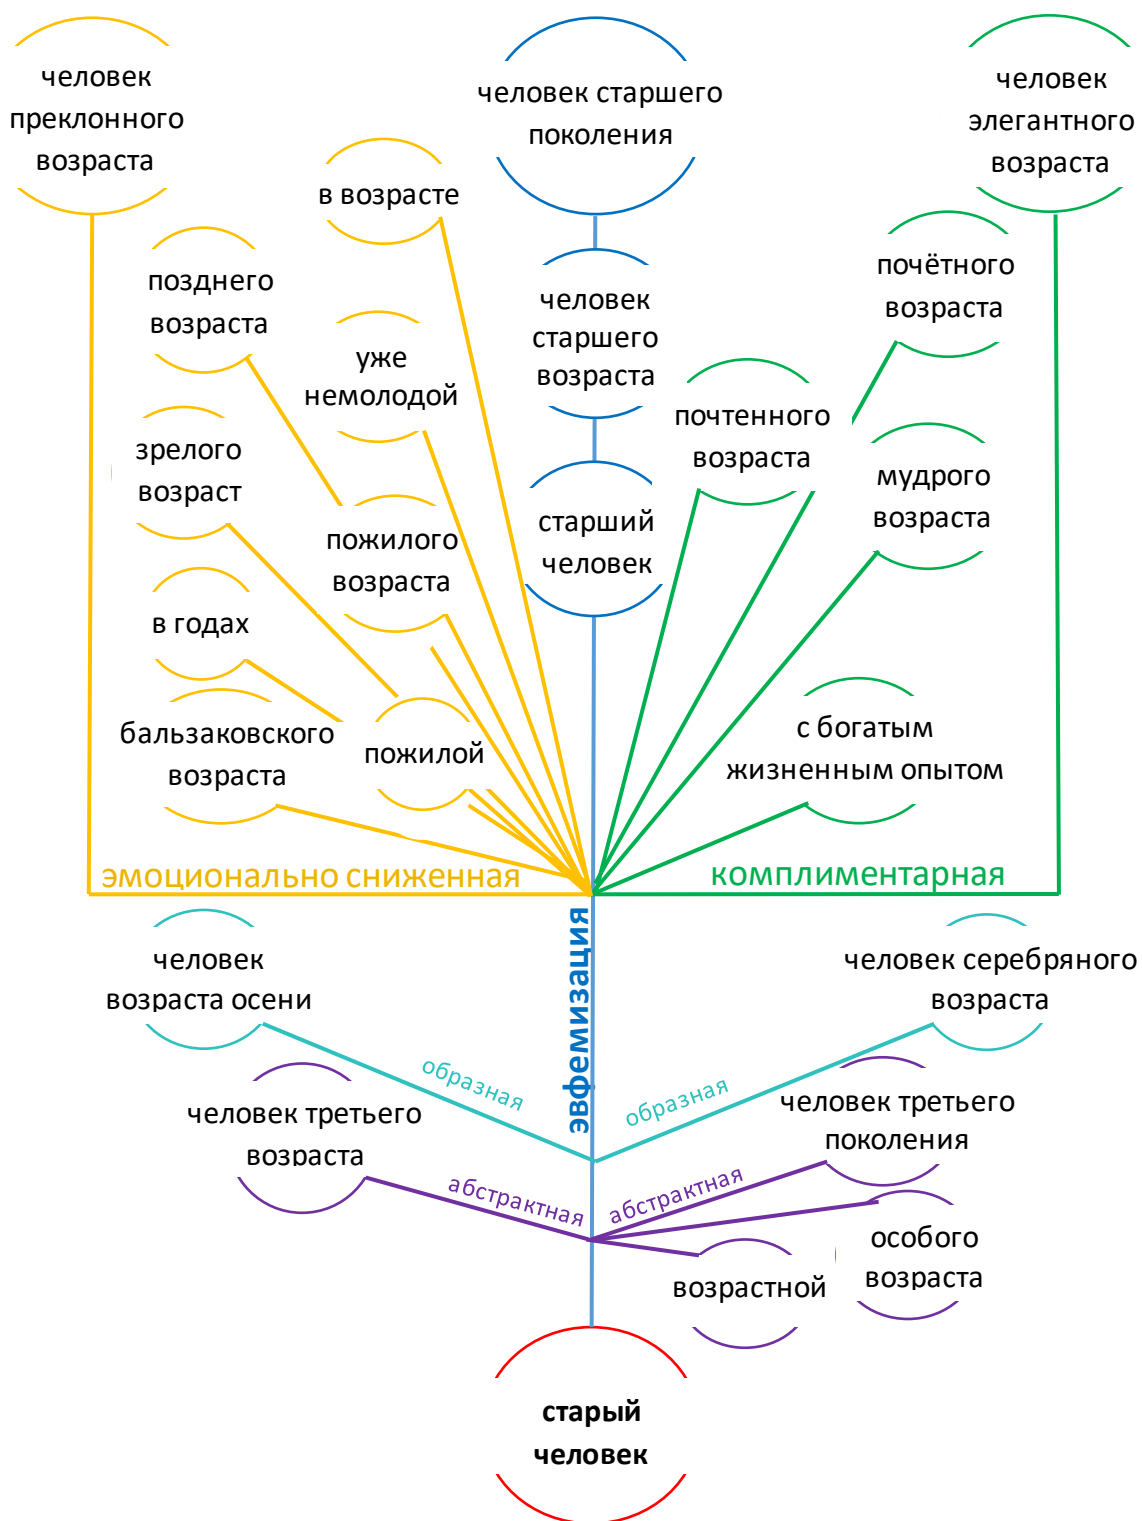 человек
преклонного
возраста
человек старшего
поколения
человек
элегантного
возраста
в возрасте
позднего
возраста
человек
старшего
возраста
почётного
возраста
уже
немолодой
почтенного
возраста
зрелого
возраст
мудрого
возраста
пожилого
возраста
старший
человек
в годах
бальзаковского
возраста
пожилой
с богатым
жизненным опытом
эмоционально сниженная
комплиментарная
эвфемизация
человек
возраста осени
человек серебряного
возраста
образная
образная
человек третьего
возраста
человек третьего
поколения
абстрактная
абстрактная
особого
возраста
возрастной
старый
человек